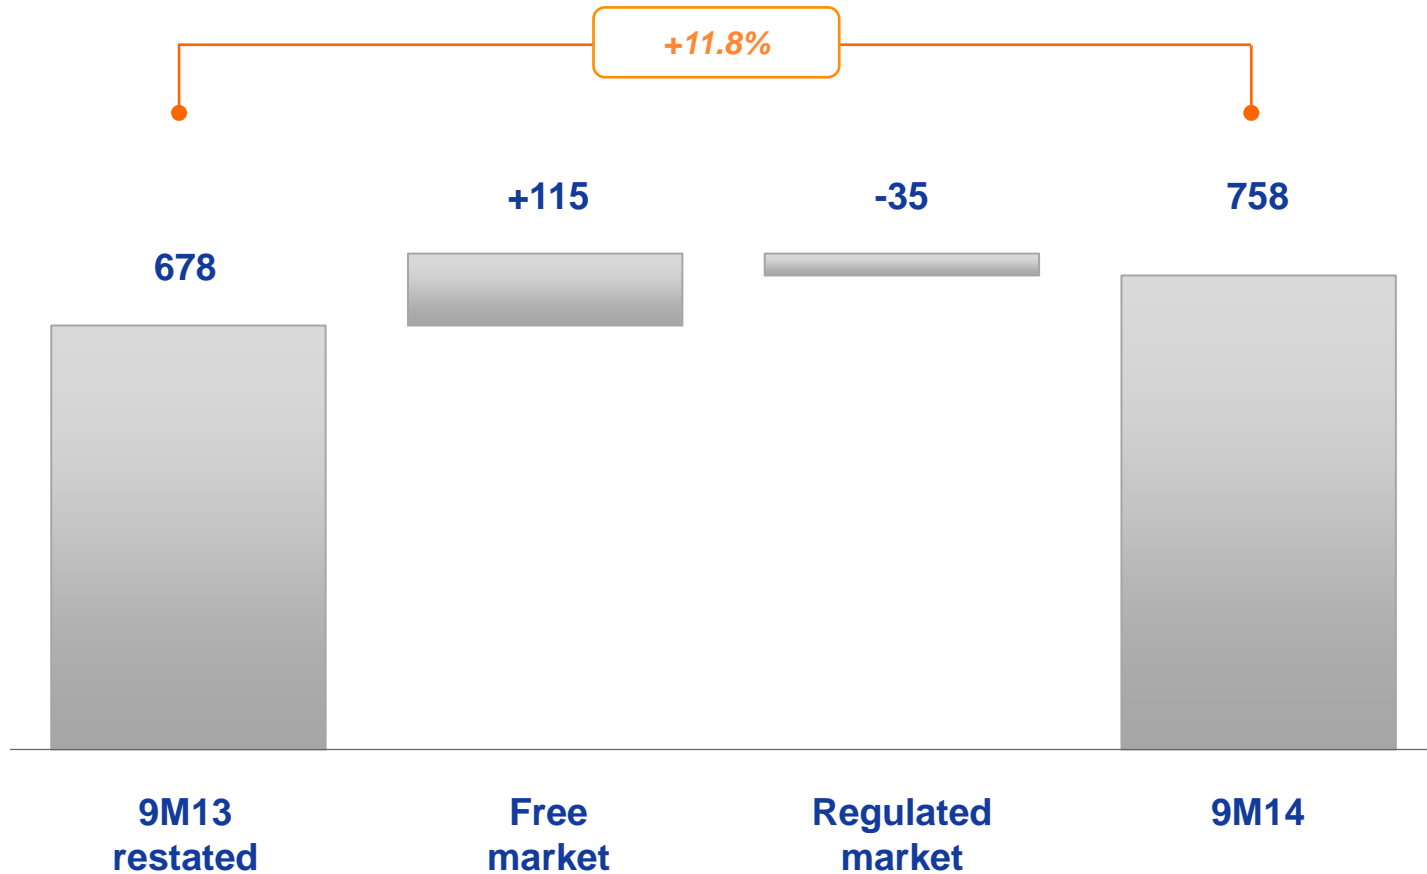 +11.8%
+115
-35
758
678
9M13
restated
Free
market
Regulated
market
9M14